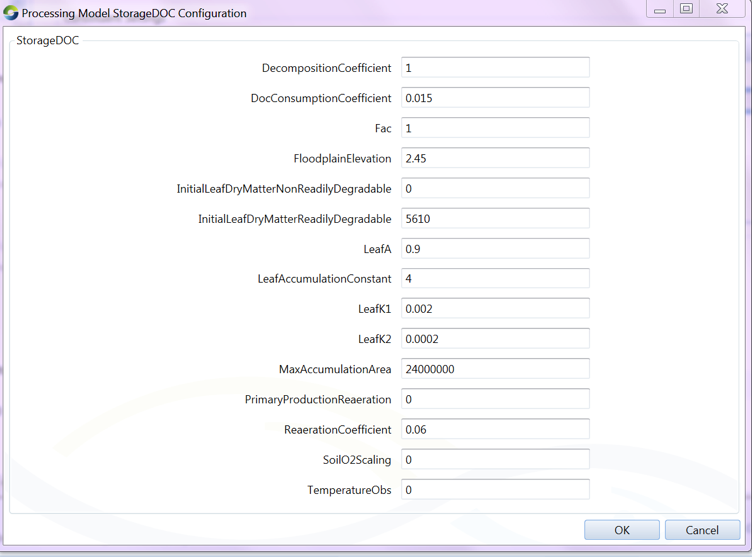 Processing Model StorageDOC Configuration
StorageDOC
DecompositionCoefficient 1
DocConsumptionCoefficient 0.015
Fac 1
FloodplainElevation 2.45
InitialLeafDryMatterNonReadilyDegradable 0
InitialLeafDryMatterReadilyDegradable 5610
LeafA 0.9
LeafAccumulationConstant 4
LeafK1 0.002
LeafK2 0.0002
MaxAccumulationArea 24000000
PrimaryProductionReaeration 0
ReaerationCoefficient 0.06
SoilO2Scaling 0
TemperatureObs 0
OK Cancel